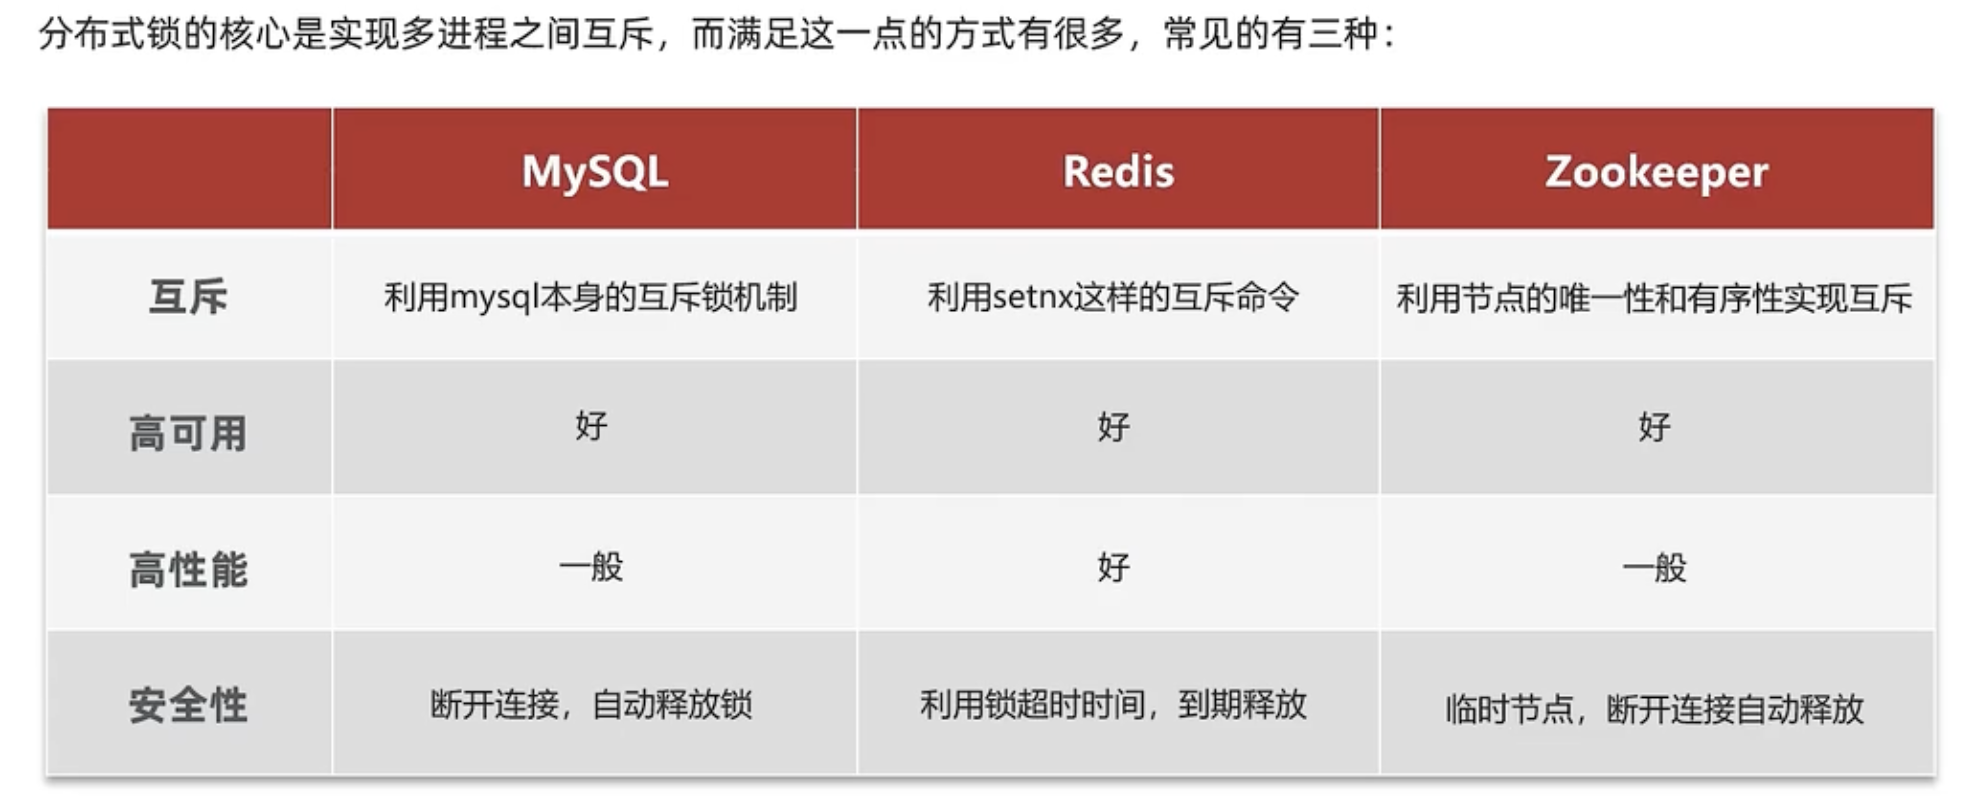 分布式锁的核心是实现多进程之间互斥，而满足这一点的方式有很多，常见的有三种：
MySQL Redis Zookeeper
互斥 利用mysql本身的互斥锁机制 利用setnx这样的互斥命令 利用节点的唯一性和有序性实现互斥
高可用 好 好 好
高性能 一般 好 一般
安全性 断开连接，自动释放锁 利用锁超时时间，到期释放 临时节点，断开连接自动释放